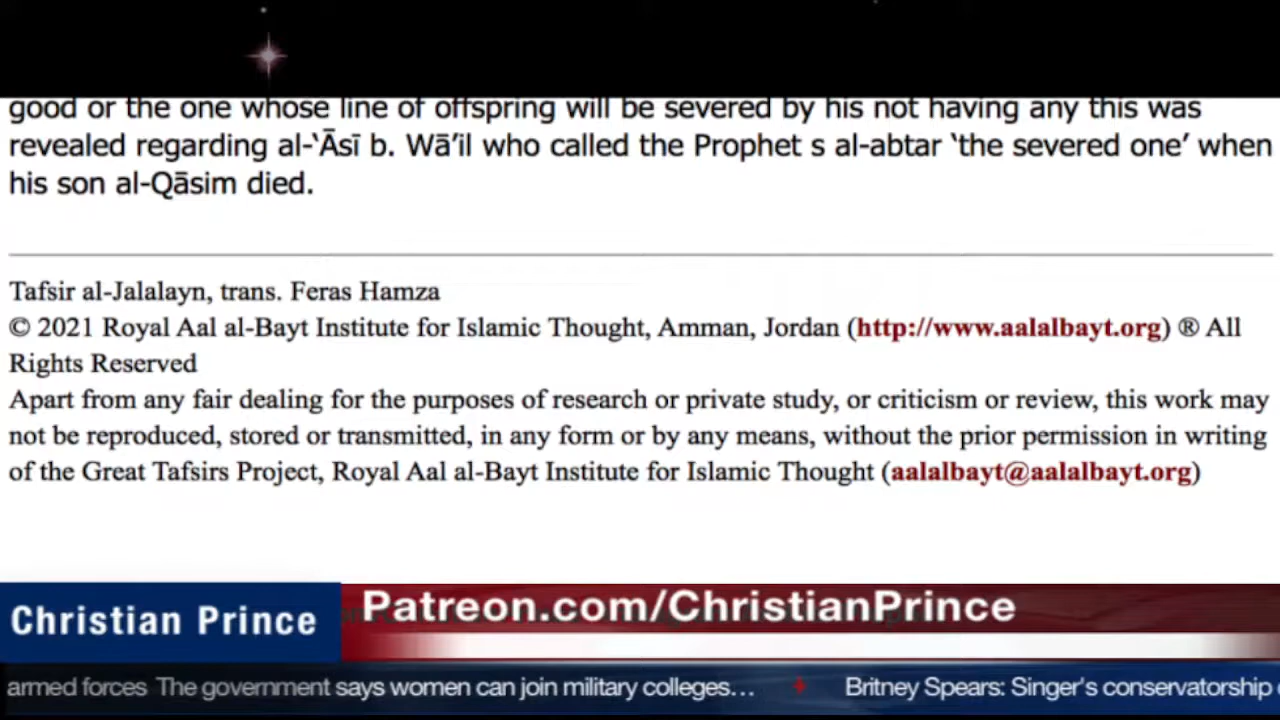 good or the one whose line of offspring will be severed by his not having any this was
revealed regarding al-‘Āsī b. Wā’il who called the Prophet s al-abtar ‘the severed one’ when
his son al-Qāsim died.
Tafsir al-Jalalayn, trans. Feras Hamza
© 2021 Royal Aal al-Bayt Institute for Islamic Thought, Amman, Jordan (http://www.aalalbayt.org) ® All
Rights Reserved
Apart from any fair dealing for the purposes of research or private study, or criticism or review, this work may
not be reproduced, stored or transmitted, in any form or by any means, without the prior permission in writing
of the Great Tafsirs Project, Royal Aal al-Bayt Institute for Islamic Thought (aalalbayt@aalalbayt.org)
Christian Prince
Patreon.com/ChristianPrince
armed forces The government says women can join military colleges... Britney Spears: Singer's conservatorship